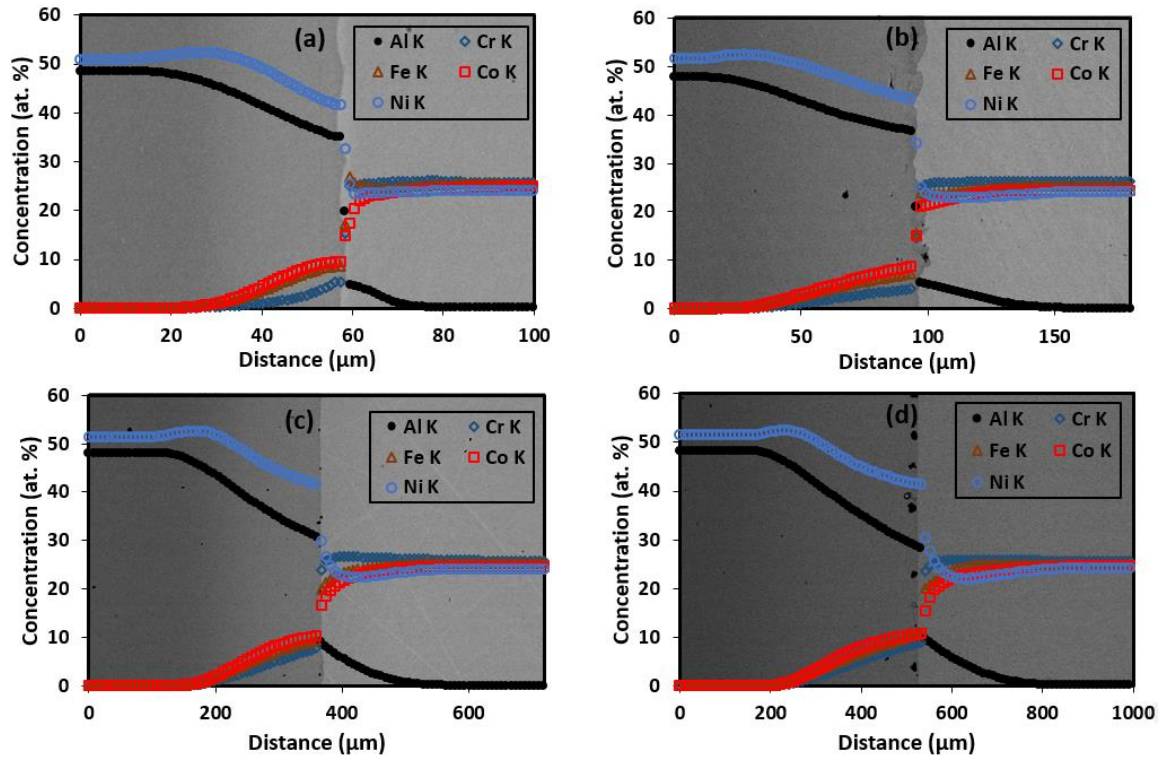 (a)
Al K Cr K
Fe K Co K
Ni K
Concentration (at. %)
60
50
40
30
20
10
0
0 20 40 60 80 100
Distance (µm)
(b)
Al K Cr K
Fe K Co K
Ni K
Concentration (at. %)
60
50
40
30
20
10
0
0 50 100 150
Distance (µm)
(c)
Al K Cr K
Fe K Co K
Ni K
Concentration (at. %)
60
50
40
30
20
10
0
0 200 400 600
Distance (µm)
(d)
Al K Cr K
Fe K Co K
Ni K
Concentration (at. %)
60
50
40
30
20
10
0
0 200 400 600 800 1000
Distance (µm)